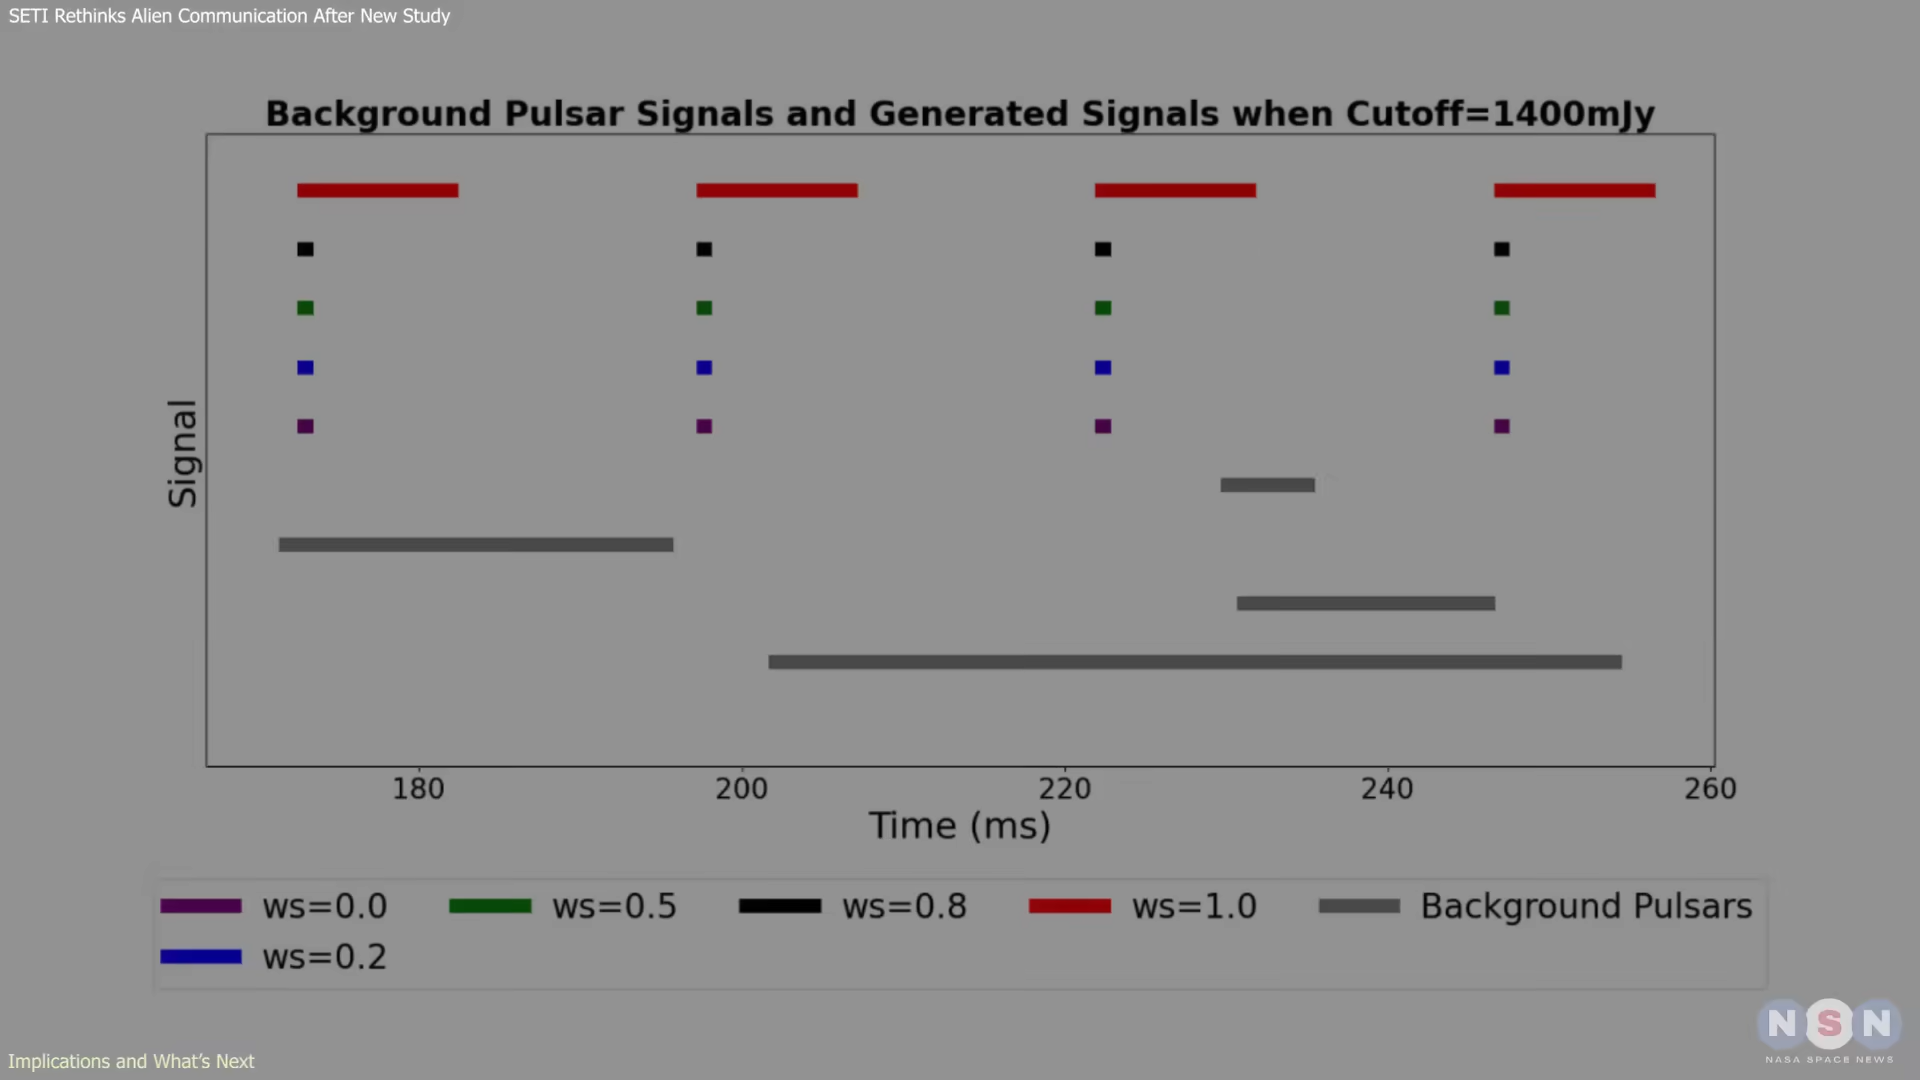 SETI Rethinks Alien Communication After New Study
Background Pulsar Signals and Generated Signals when Cutoff=1400mJy
Signal
180 200 220 240 260
Time (ms)
ws=0.0 ws=0.5 ws=0.8 ws=1.0 Background Pulsars
ws=0.2
NSN
NASA SPACE NEWS
Implications and What’s Next